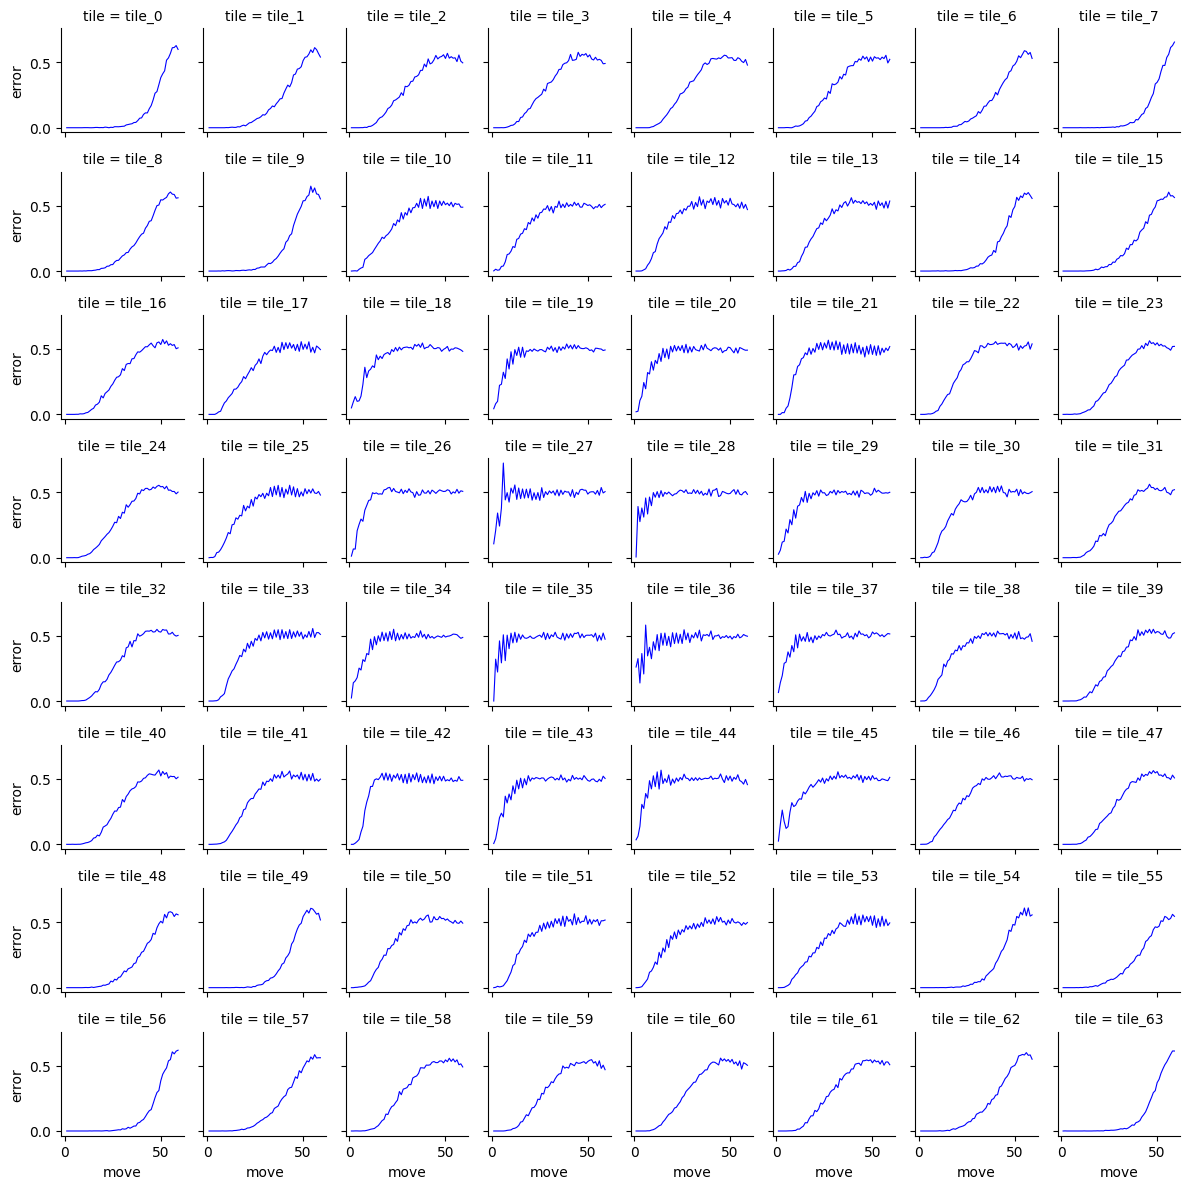 tile = tile_0 tile = tile_1 tile = tile_2 tile = tile_3 tile = tile_4 tile = tile_5 tile = tile_6 tile = tile_7
0.5
error
0.0
tile = tile_8 tile = tile_9 tile = tile_10 tile = tile_11 tile = tile_12 tile = tile_13 tile = tile_14 tile = tile_15
0.5
error
0.0
tile = tile_16 tile = tile_17 tile = tile_18 tile = tile_19 tile = tile_20 tile = tile_21 tile = tile_22 tile = tile_23
0.5
error
0.0
tile = tile_24 tile = tile_25 tile = tile_26 tile = tile_27 tile = tile_28 tile = tile_29 tile = tile_30 tile = tile_31
0.5
error
0.0
tile = tile_32 tile = tile_33 tile = tile_34 tile = tile_35 tile = tile_36 tile = tile_37 tile = tile_38 tile = tile_39
0.5
error
0.0
tile = tile_40 tile = tile_41 tile = tile_42 tile = tile_43 tile = tile_44 tile = tile_45 tile = tile_46 tile = tile_47
0.5
error
0.0
tile = tile_48 tile = tile_49 tile = tile_50 tile = tile_51 tile = tile_52 tile = tile_53 tile = tile_54 tile = tile_55
0.5
error
0.0
tile = tile_56 tile = tile_57 tile = tile_58 tile = tile_59 tile = tile_60 tile = tile_61 tile = tile_62 tile = tile_63
0.5
error
0.0
0 50 0 50 0 50 0 50 0 50 0 50 0 50 0 50
move move move move move move move move